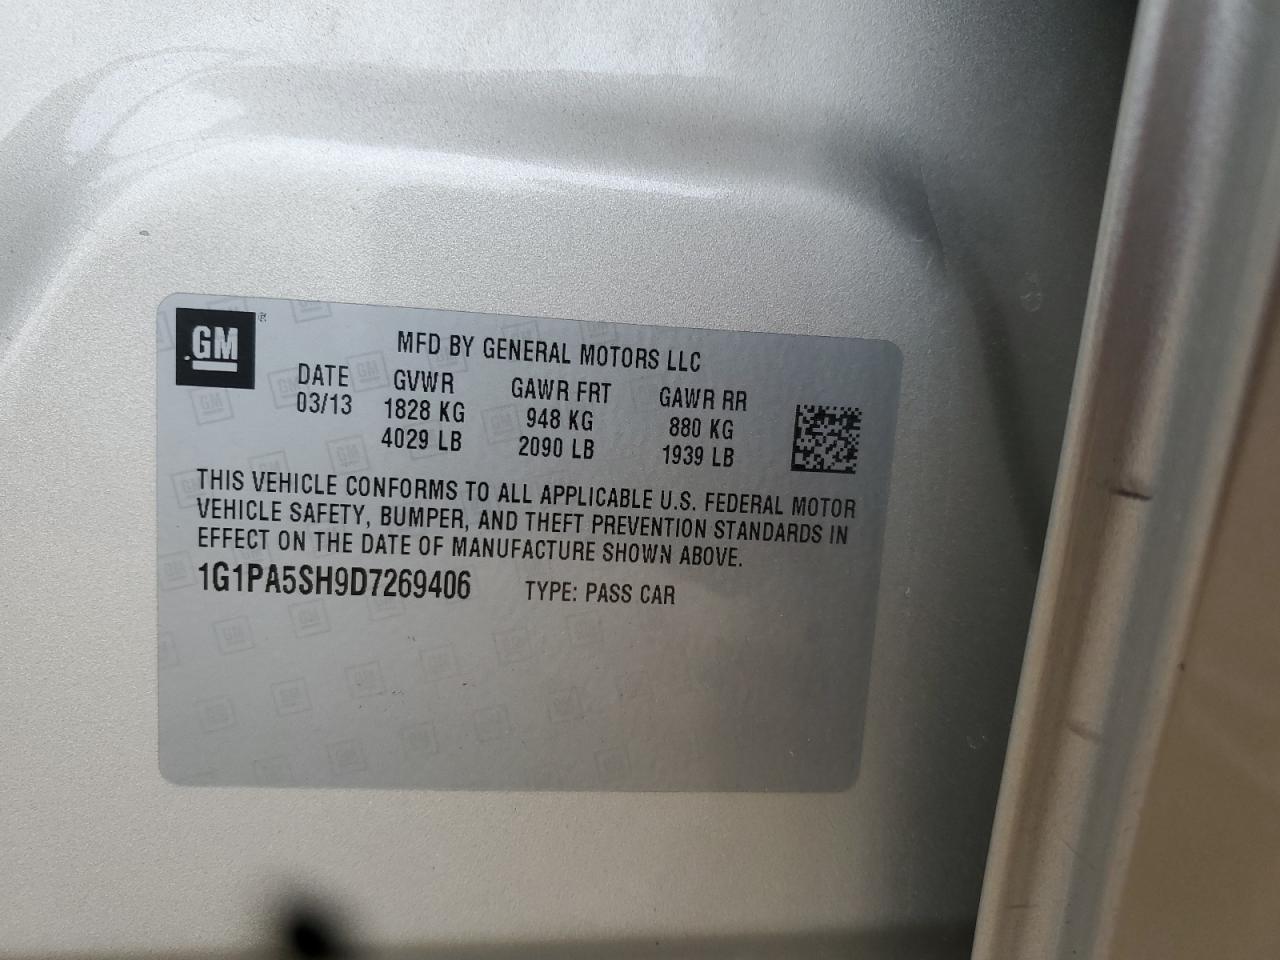 GM®
MFD BY GENERAL MOTORS LLC
DATE GVWR GAWR FRT GAWR RR
03/13 1828 KG 948 KG 880 KG
4029 LB 2090 LB 1939 LB
THIS VEHICLE CONFORMS TO ALL APPLICABLE U.S. FEDERAL MOTOR
VEHICLE SAFETY, BUMPER, AND THEFT PREVENTION STANDARDS IN
EFFECT ON THE DATE OF MANUFACTURE SHOWN ABOVE.
1G1PA5SH9D7269406 TYPE: PASS CAR